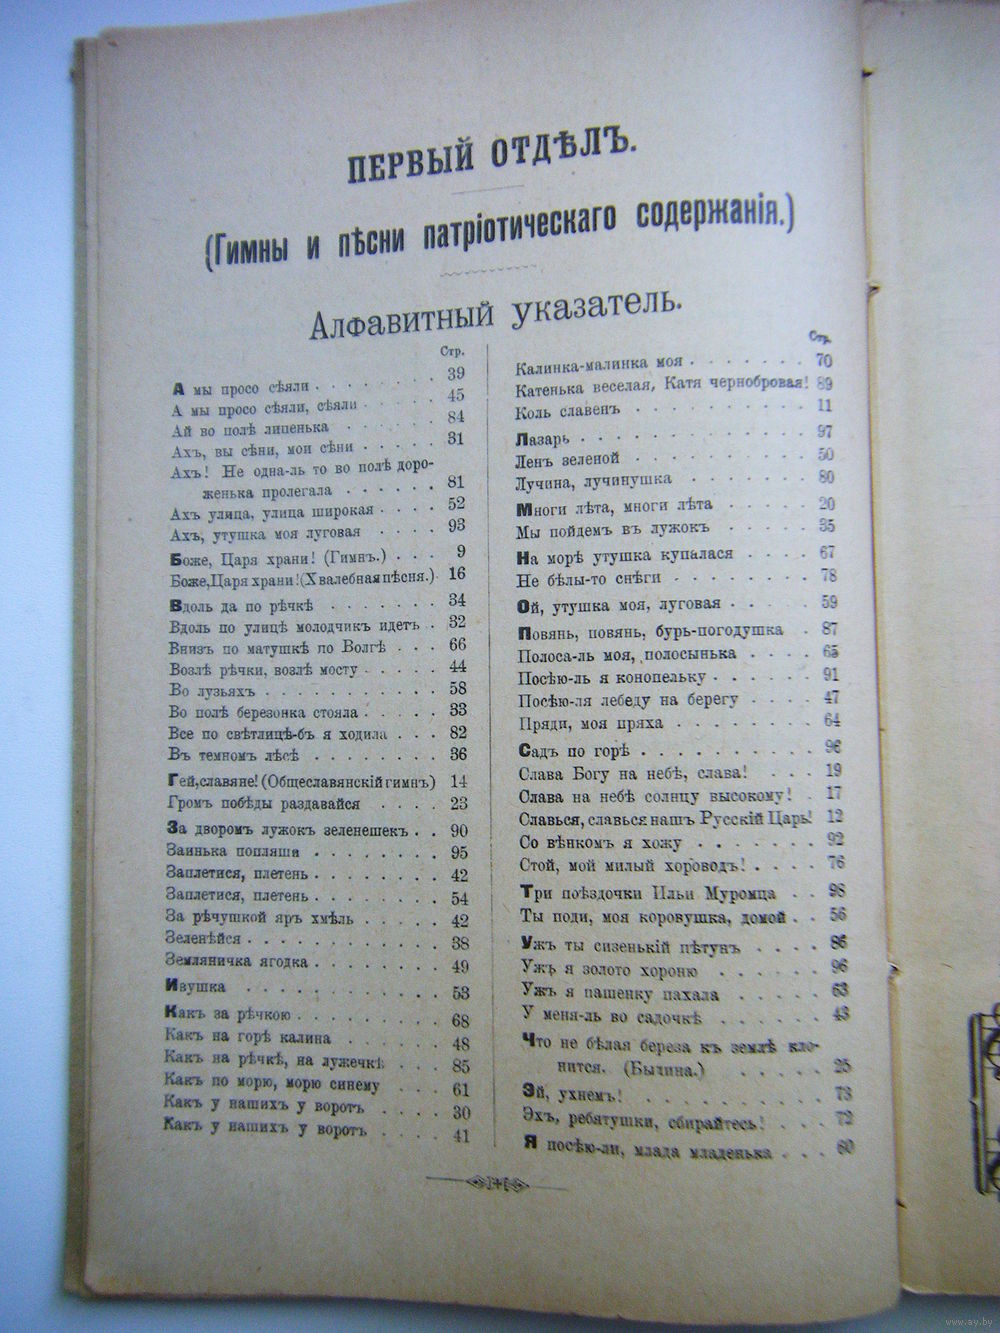 ПЕРВЫЙ ОТДѢЛЪ.
(Гимны и пѣсни патріотическаго содержанія.)
Алфавитный указатель.
Стр.
А мы просо сѣяли . . . . . . . . 39
А мы просо сѣяли, сѣяли . . . . . 45
Ай во полѣ липенька . . . . . . 84
Ахъ, вы сѣни, мои сѣни . . . . . 31
Ахъ! Не одна-ль то во полѣ доро-
женька пролегала . . . . . . 81
Ахъ улица, улица широкая . . . . 52
Ахъ, утушка моя луговая . . . . 93
Боже, Царя храни! (Гимнъ.) . . . 9
Боже, Царя храни! (Хвалебная пѣсня.) 16
Вдоль да по рѣчкѣ . . . . . . . 34
Вдоль по улицѣ молодчикъ идетъ . 32
Внизъ по матушкѣ по Волгѣ . . . 66
Возлѣ рѣчки, возлѣ мосту . . . . . 44
Во лузьяхъ . . . . . . . . . . . 58
Во полѣ березонка стояла . . . . . 33
Все по свѣтлицѣ-бъ я ходила . . . 82
Въ темномъ лѣсѣ . . . . . . . . 36
Гей, славяне! (Общеславянскій гимнъ) 14
Громъ побѣды раздавайся . . . . 23
За дворомъ лужокъ зеленешекъ . . 90
Заинька попляши . . . . . . . . 95
Заплетися, плетень . . . . . . . . 42
Заплетися, плетень . . . . . . . . 54
За рѣчушкой яръ хмѣль . . . . . 42
Зеленѣйся . . . . . . . . . . . . 38
Земляничка ягодка . . . . . . . . 49
Ивушка . . . . . . . . . . . . 53
Какъ за рѣчкою . . . . . . . . . 68
Какъ на горѣ калина . . . . . . 48
Какъ на рѣчкѣ, на лужечкѣ . . . 85
Какъ по морю, морю синему . . . 61
Какъ у нашихъ у воротъ . . . . 30
Какъ у нашихъ у воротъ . . . . 41
Стр.
Калинка-малинка моя . . . . . . . 70
Катенька веселая, Катя чернобровая! 89
Коль славенъ . . . . . . . . . . 11
Лазарь . . . . . . . . . . . . . 97
Ленъ зеленой . . . . . . . . . . 50
Лучина, лучинушка . . . . . . . 80
Многи лѣта, многи лѣта . . . . . 20
Мы пойдемъ въ лужокъ . . . . . 35
На морѣ утушка купалася . . . . 67
Не бѣлы-то снѣги . . . . . . . . 78
Ой, утушка моя, луговая . . . . . 59
Повянь, повянь, бурь-погодушка . 87
Полоса-ль моя, полосынька . . . . 65
Посѣю-ль я конопельку . . . . . . 91
Посѣю-ля лебеду на берегу . . . . 47
Пряди, моя пряха . . . . . . . . 64
Садъ по горѣ . . . . . . . . . . 96
Слава Богу на небѣ, слава! . . . 19
Слава на небѣ солнцу высокому! . 17
Славься, славься нашъ Русскій Царь! 12
Со вѣнкомъ я хожу . . . . . . . 92
Стой, мой милый хороводъ! . . . . 76
Три поѣздочки Ильи Муромца . . 98
Ты поди, моя коровушка, домой . . 56
Ужъ ты сизенькій пѣтунъ . . . . 86
Ужъ я золото хороню . . . . . . 96
Ужъ я пашенку пахала . . . . . 63
У меня-ль во садочкѣ . . . . . . 43
Что не бѣлая береза къ землѣ кло-
нится. (Былина.) . . . . . 25
Эй, ухнемъ! . . . . . . . . . . 73
Эхъ, ребятушки, сбирайтесь! . . . . 72
Я посѣю-ли, млада младенька . . . 60
www.ay.by